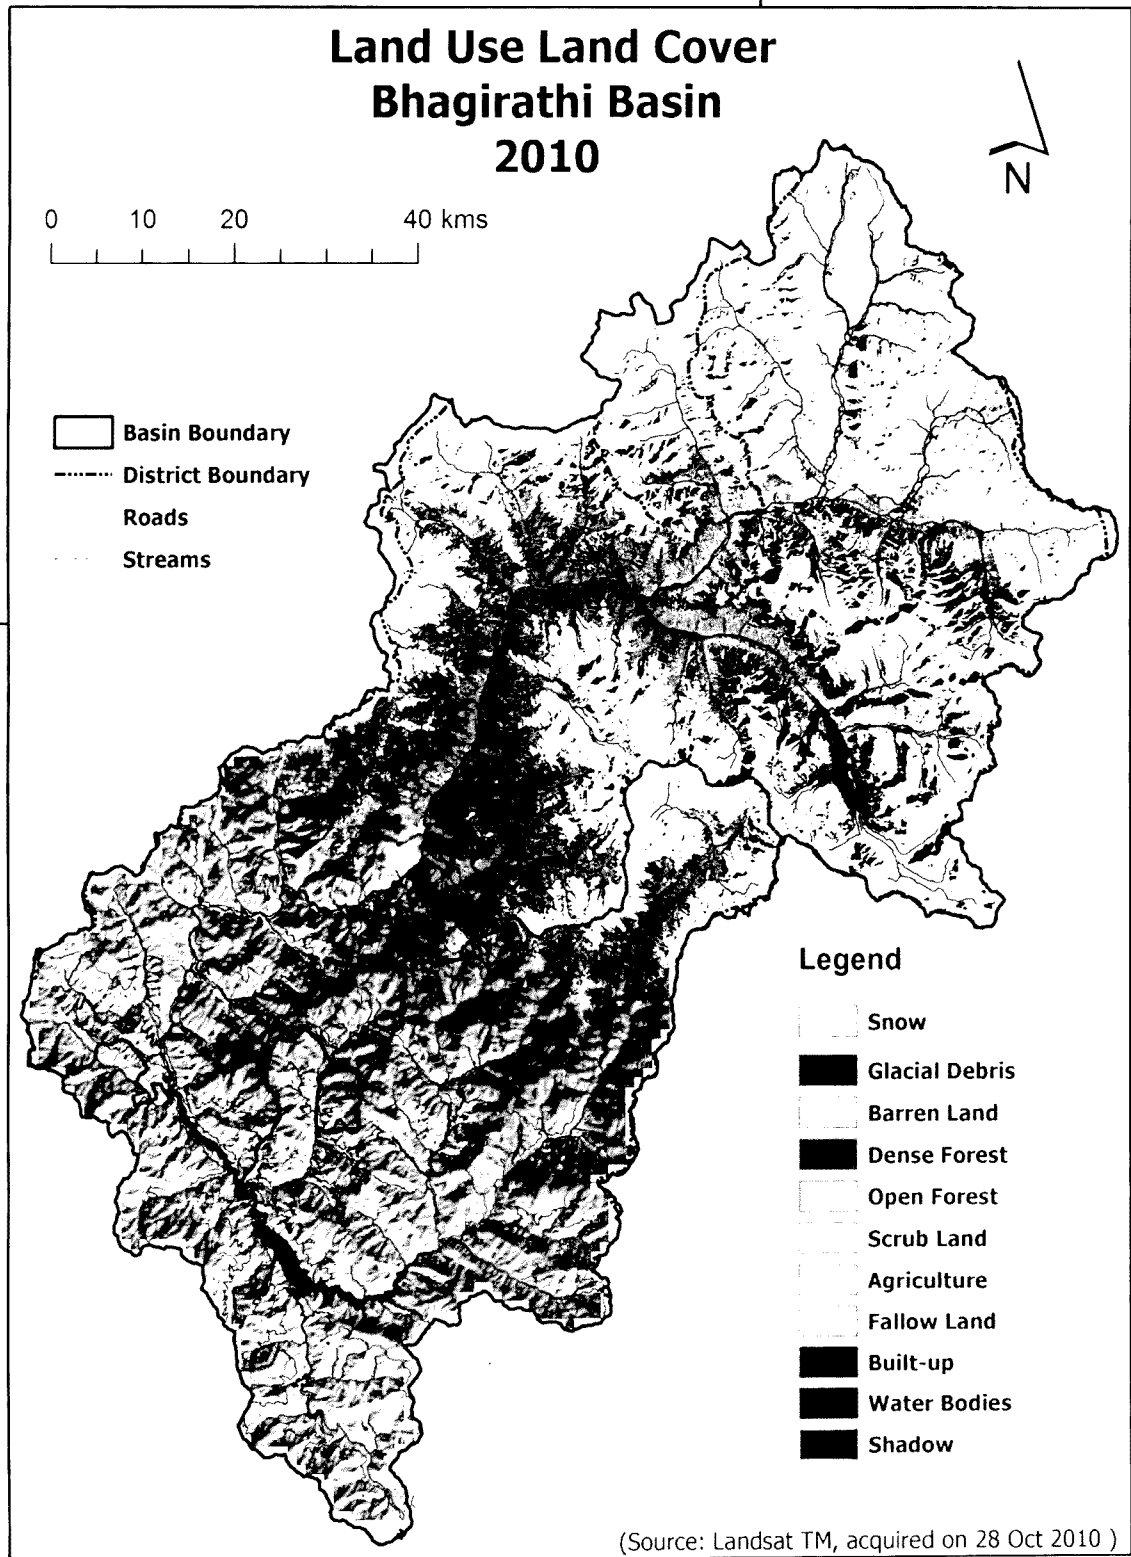 Land Use Land Cover
Bhagirathi Basin
2010
N
0 10 20 40 kms
Basin Boundary
District Boundary
Roads
Streams
Legend
Snow
Glacial Debris
Barren Land
Dense Forest
Open Forest
Scrub Land
Agriculture
Fallow Land
Built-up
Water Bodies
Shadow
(Source: Landsat TM, acquired on 28 Oct 2010 )